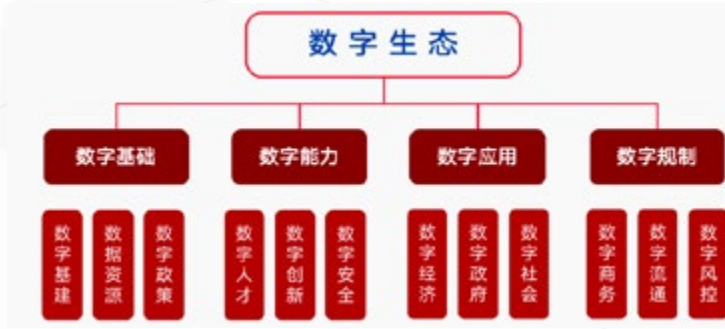 数字生态
数字基础
数字能力
数字应用
数字规制
数字基建
数据资源
数字政策
数字人才
数字创新
数字安全
数字经济
数字政府
数字社会
数字商务
数字流通
数字风控